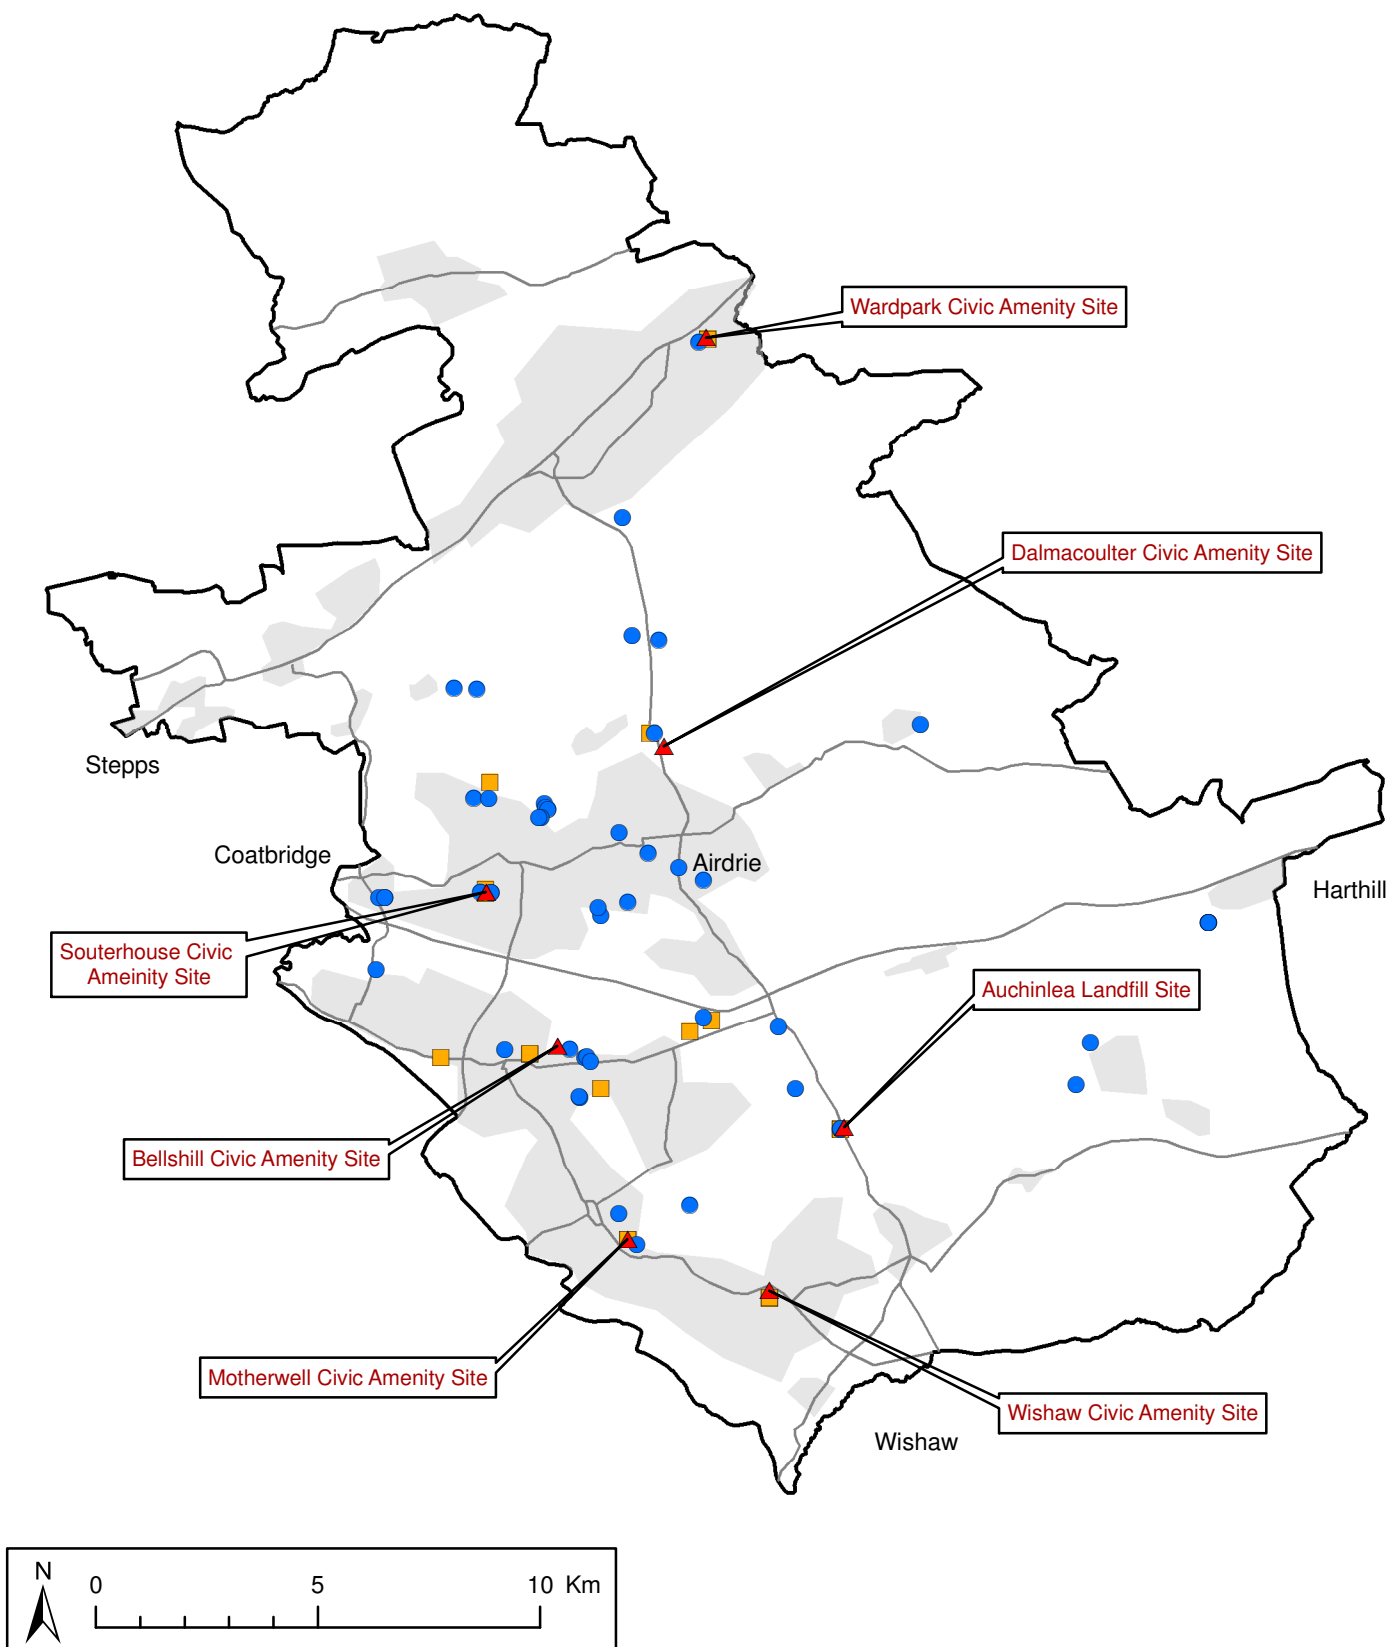 Wardpark Civic Amenity Site
Dalmacoulter Civic Amenity Site
Stepps
Coatbridge
Airdrie
Harthill
Souterhouse Civic
Ameinity Site
Auchinlea Landfill Site
Bellshill Civic Amenity Site
Motherwell Civic Amenity Site
Wishaw Civic Amenity Site
Wishaw
N
0 5 10 Km